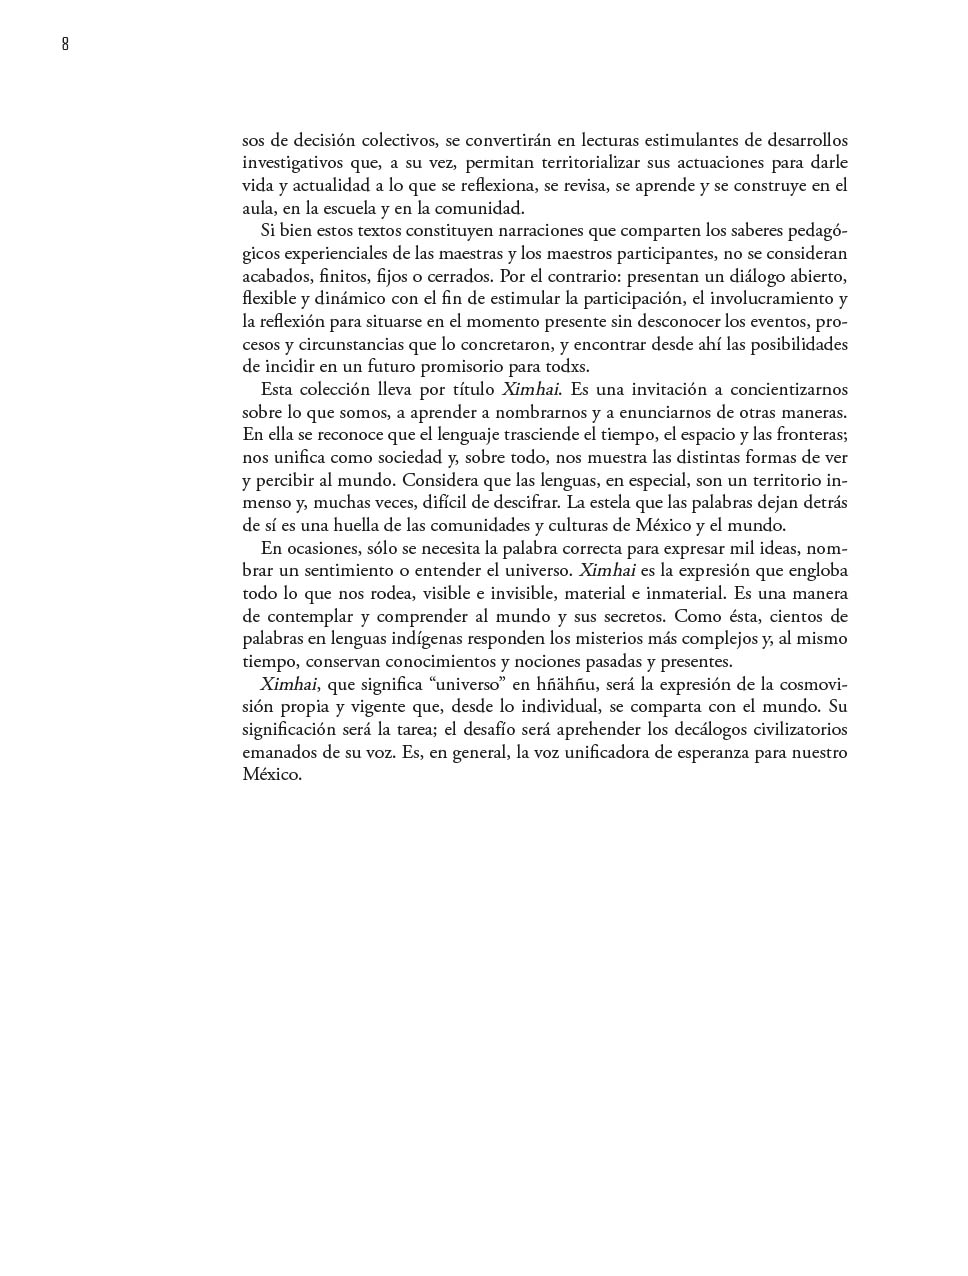 8
sos de decisión colectivos, se convertirán en lecturas estimulantes de desarrollos
investigativos que, a su vez, permitan territorializar sus actuaciones para darle
vida y actualidad a lo que se reflexiona, se revisa, se aprende y se construye en el
aula, en la escuela y en la comunidad.
Si bien estos textos constituyen narraciones que comparten los saberes pedagó-
gicos experienciales de las maestras y los maestros participantes, no se consideran
acabados, finitos, fijos o cerrados. Por el contrario: presentan un diálogo abierto,
flexible y dinámico con el fin de estimular la participación, el involucramiento y
la reflexión para situarse en el momento presente sin desconocer los eventos, pro-
cesos y circunstancias que lo concretaron, y encontrar desde ahí las posibilidades
de incidir en un futuro promisorio para todxs.
Esta colección lleva por título Ximhai. Es una invitación a concientizarnos
sobre lo que somos, a aprender a nombrarnos y a enunciarnos de otras maneras.
En ella se reconoce que el lenguaje trasciende el tiempo, el espacio y las fronteras;
nos unifica como sociedad y, sobre todo, nos muestra las distintas formas de ver
y percibir al mundo. Considera que las lenguas, en especial, son un territorio in-
menso y, muchas veces, difícil de descifrar. La estela que las palabras dejan detrás
de sí es una huella de las comunidades y culturas de México y el mundo.
En ocasiones, sólo se necesita la palabra correcta para expresar mil ideas, nom-
brar un sentimiento o entender el universo. Ximhai es la expresión que engloba
todo lo que nos rodea, visible e invisible, material e inmaterial. Es una manera
de contemplar y comprender al mundo y sus secretos. Como ésta, cientos de
palabras en lenguas indígenas responden los misterios más complejos y, al mismo
tiempo, conservan conocimientos y nociones pasadas y presentes.
Ximhai, que significa “universo” en hñähñu, será la expresión de la cosmovi-
sión propia y vigente que, desde lo individual, se comparta con el mundo. Su
significación será la tarea; el desafío será aprehender los decálogos civilizatorios
emanados de su voz. Es, en general, la voz unificadora de esperanza para nuestro
México.